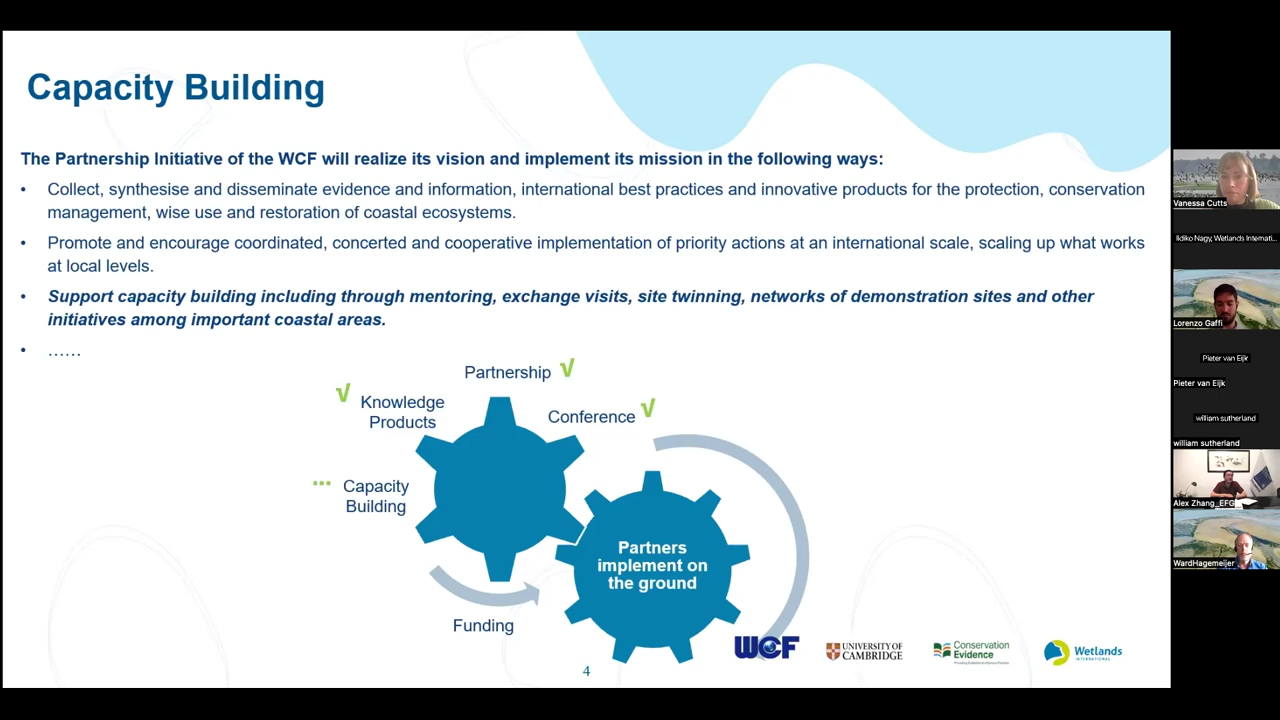 Capacity Building
The Partnership Initiative of the WCF will realize its vision and implement its mission in the following ways:
• Collect, synthesise and disseminate evidence and information, international best practices and innovative products for the protection, conservation
management, wise use and restoration of coastal ecosystems.
• Promote and encourage coordinated, concerted and cooperative implementation of priority actions at an international scale, scaling up what works
at local levels.
• Support capacity building including through mentoring, exchange visits, site twinning, networks of demonstration sites and other
initiatives among important coastal areas.
• ……
Partnership √
√ Knowledge
Products
Conference √
... Capacity
Building
Partners
implement on
the ground
Funding
WCF
UNIVERSITY OF
CAMBRIDGE
Conservation
Evidence
Wetlands
INTERNATIONAL
4
Vanessa Cutts
Ildiko Nagy, Wetlands Internati...
Lorenzo Gaffi
Pieter van Eijk
Pieter van Eijk
william sutherland
william sutherland
Alex Zhang_EFG
WardHagemeijer